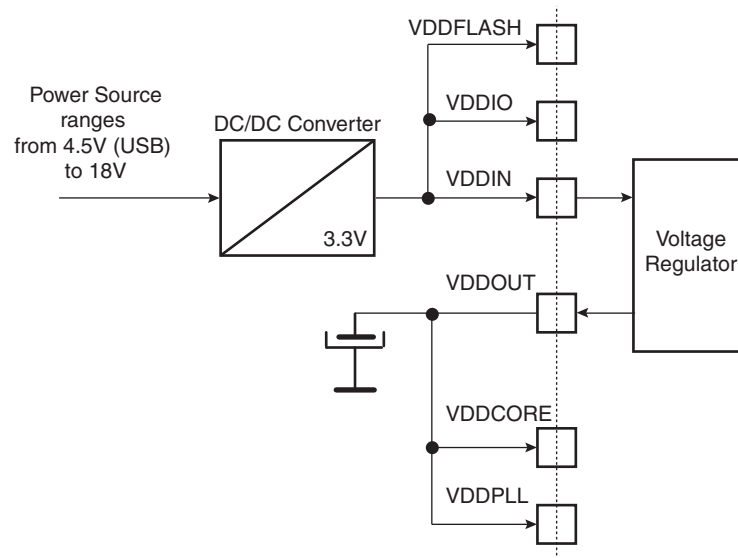 VDDFLASH
Power Source
ranges
from 4.5V (USB)
to 18V
DC/DC Converter
VDDIO
VDDIN
3.3V
Voltage
Regulator
VDDOUT
VDDCORE
VDDPLL